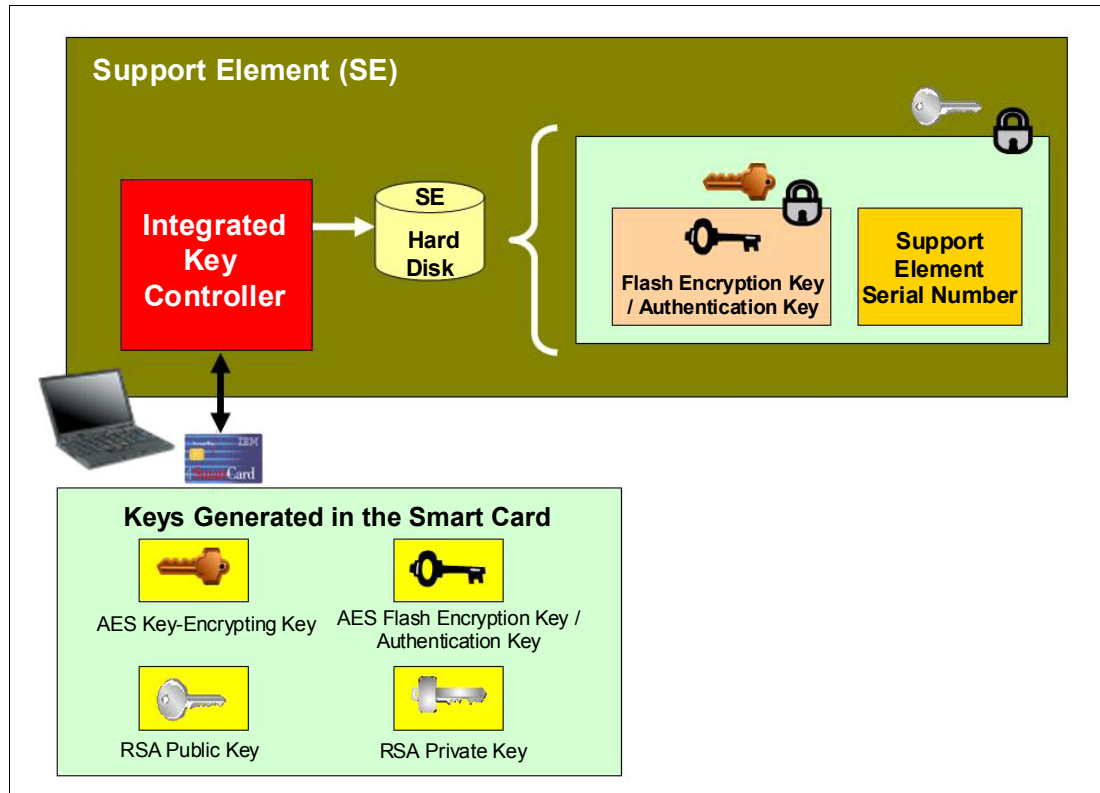 Support Element (SE)
Integrated
Key
Controller
SE
Hard
Disk
Flash Encryption Key
/ Authentication Key
Support
Element
Serial Number
IBM
SmartCard
Keys Generated in the Smart Card
AES Key-Encrypting Key
AES Flash Encryption Key /
Authentication Key
RSA Public Key
RSA Private Key